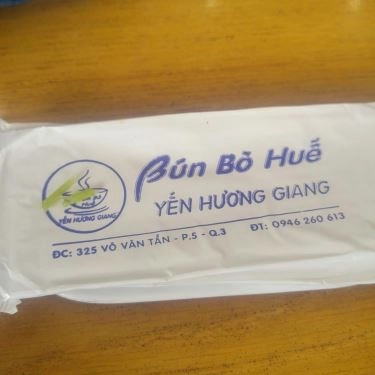 Bún Bò Huế
YẾN HƯƠNG GIANG
ĐC: 325 VÕ VĂN TẦN - P.5 - Q.3
ĐT: 0946 260 613
YẾN HƯƠNG GIANG